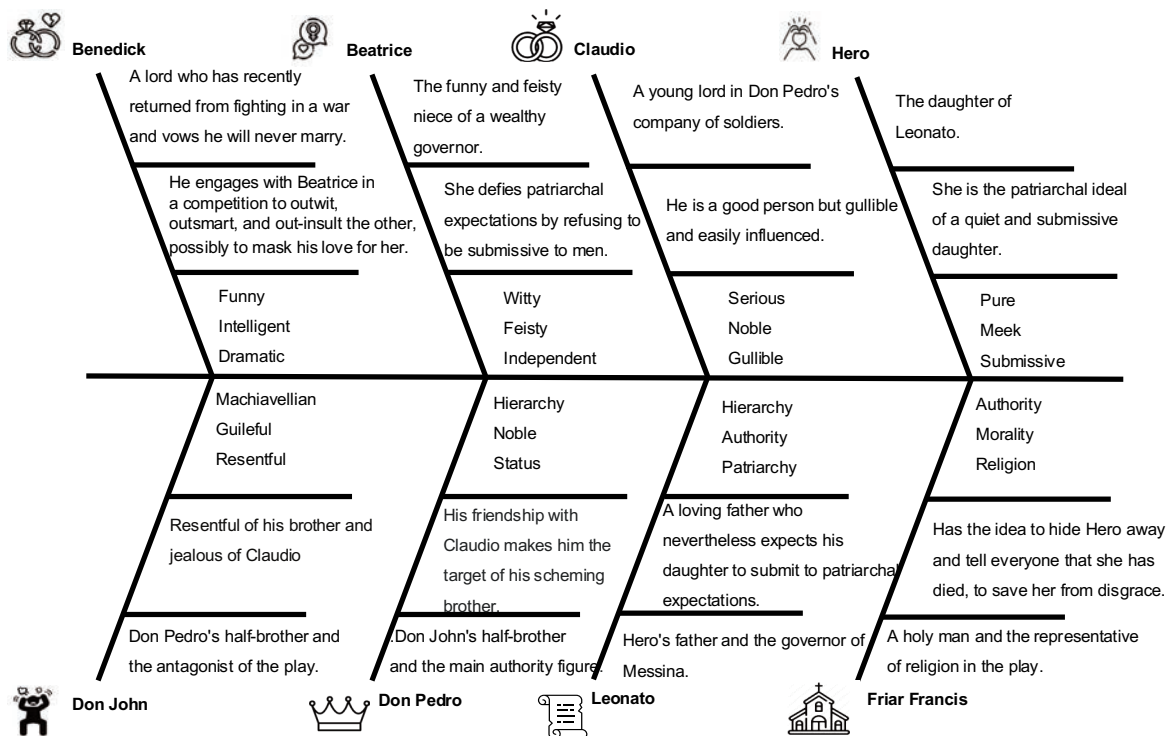 Benedick
A lord who has recently
returned from fighting in a war
and vows he will never marry.
He engages with Beatrice in
a competition to outwit,
outsmart, and out-insult the other,
possibly to mask his love for her.
Funny
Intelligent
Dramatic
Beatrice
The funny and feisty
niece of a wealthy
governor.
She defies patriarchal
expectations by refusing to
be submissive to men.
Witty
Feisty
Independent
Claudio
A young lord in Don Pedro's
company of soldiers.
He is a good person but gullible
and easily influenced.
Serious
Noble
Gullible
Hero
The daughter of
Leonato.
She is the patriarchal ideal
of a quiet and submissive
daughter.
Pure
Meek
Submissive
Machiavellian
Guileful
Resentful
Resentful of his brother and
jealous of Claudio
Don Pedro's half-brother and
the antagonist of the play.
Don John
Hierarchy
Noble
Status
His friendship with
Claudio makes him the
target of his scheming
brother.
.Don John's half-brother
and the main authority figure.
Don Pedro
Hierarchy
Authority
Patriarchy
A loving father who
nevertheless expects his
daughter to submit to patriarchal
expectations.
Hero's father and the governor of
Messina.
Leonato
Authority
Morality
Religion
Has the idea to hide Hero away
and tell everyone that she has
died, to save her from disgrace.
A holy man and the representative
of religion in the play.
Friar Francis